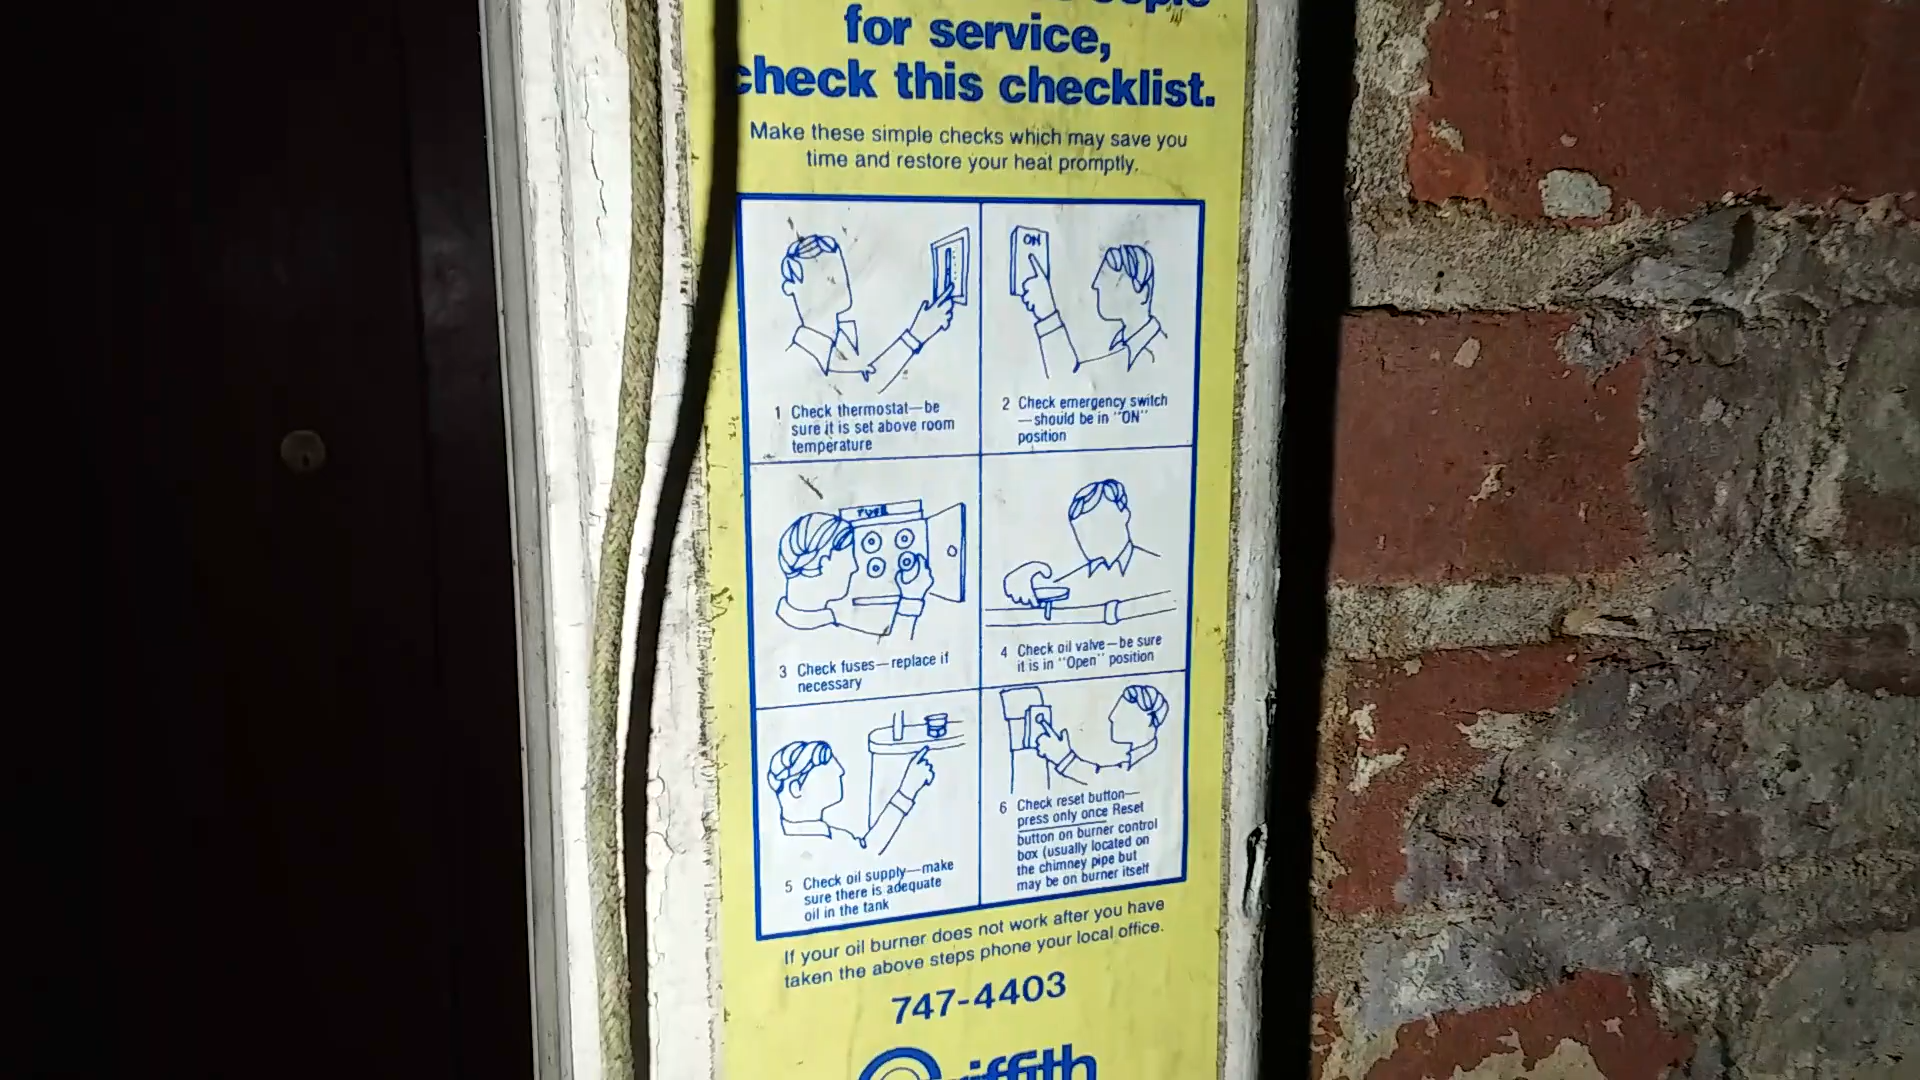 for service,
check this checklist.
Make these simple checks which may save you
time and restore your heat promptly.
ON
1 Check thermostat—be
sure it is set above room
temperature
2 Check emergency switch
—should be in "ON"
position
3 Check fuses—replace if
necessary
4 Check oil valve—be sure
it is in "Open" position
5 Check oil supply—make
sure there is adequate
oil in the tank
6 Check reset button—
press only once Reset
button on burner control
box (usually located on
the chimney pipe but
may be on burner itself
If your oil burner does not work after you have
taken the above steps phone your local office.
747-4403
Griffith